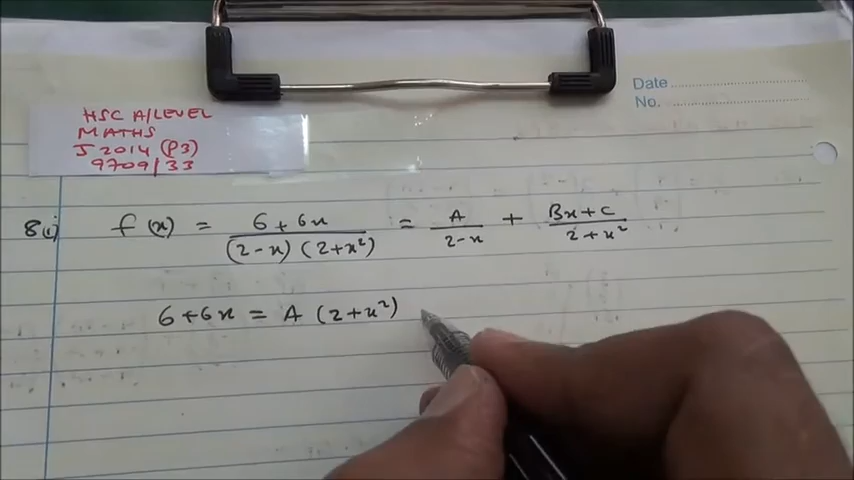 Date
No.
HSC A/LEVEL
MATHS
J 2014 (P3)
9709/33
8(i) f(x) = 6+6x / (2-x)(2+x²) = A / 2-x + Bx+C / 2+x²
6+6x = A (2+x²)